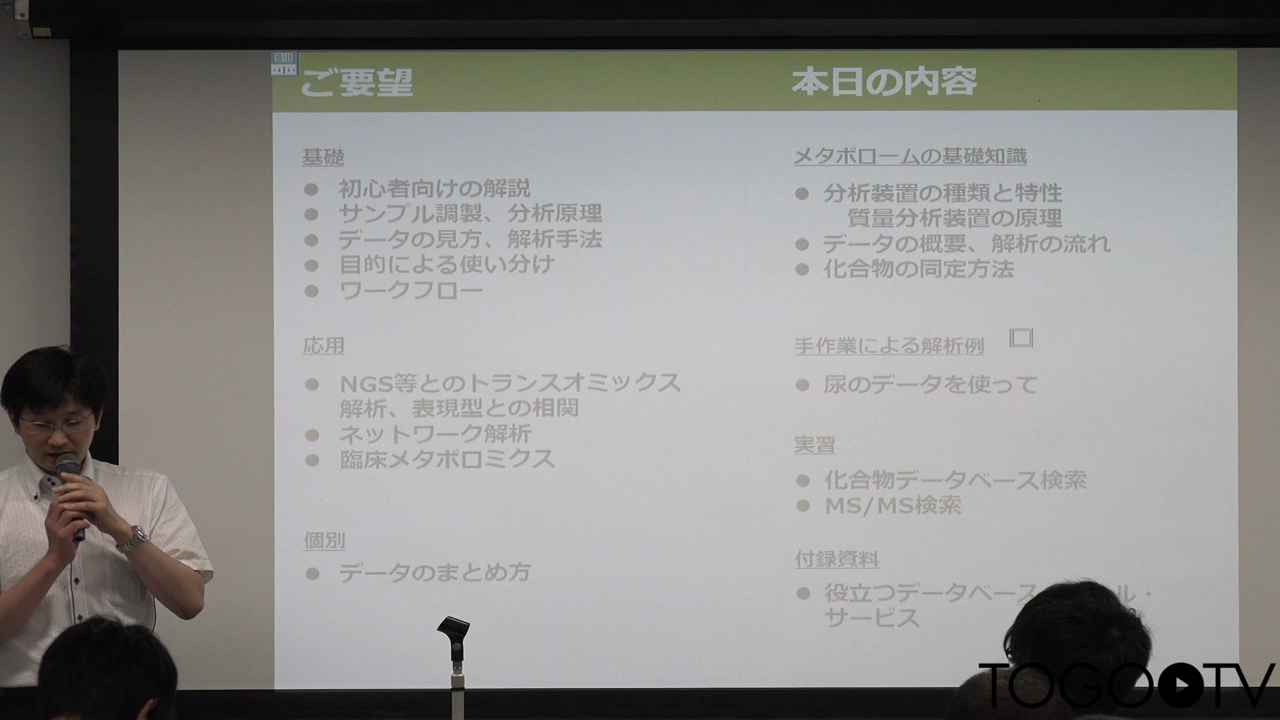 ご要望
基礎
● 初心者向けの解説
● サンプル調製、分析原理
● データの見方、解析手法
● 目的による使い分け
● ワークフロー
応用
● NGS等とのトランスオミックス
解析、表現型との相関
● ネットワーク解析
● 臨床メタボロミクス
個別
● データのまとめ方
本日の内容
メタボロームの基礎知識
● 分析装置の種類と特性
質量分析装置の原理
● データの概要、解析の流れ
● 化合物の同定方法
手作業による解析例
● 尿のデータを使って
実習
● 化合物データベース検索
● MS/MS検索
付録資料
● 役立つデータベース ル・
サービス
TOGO TV